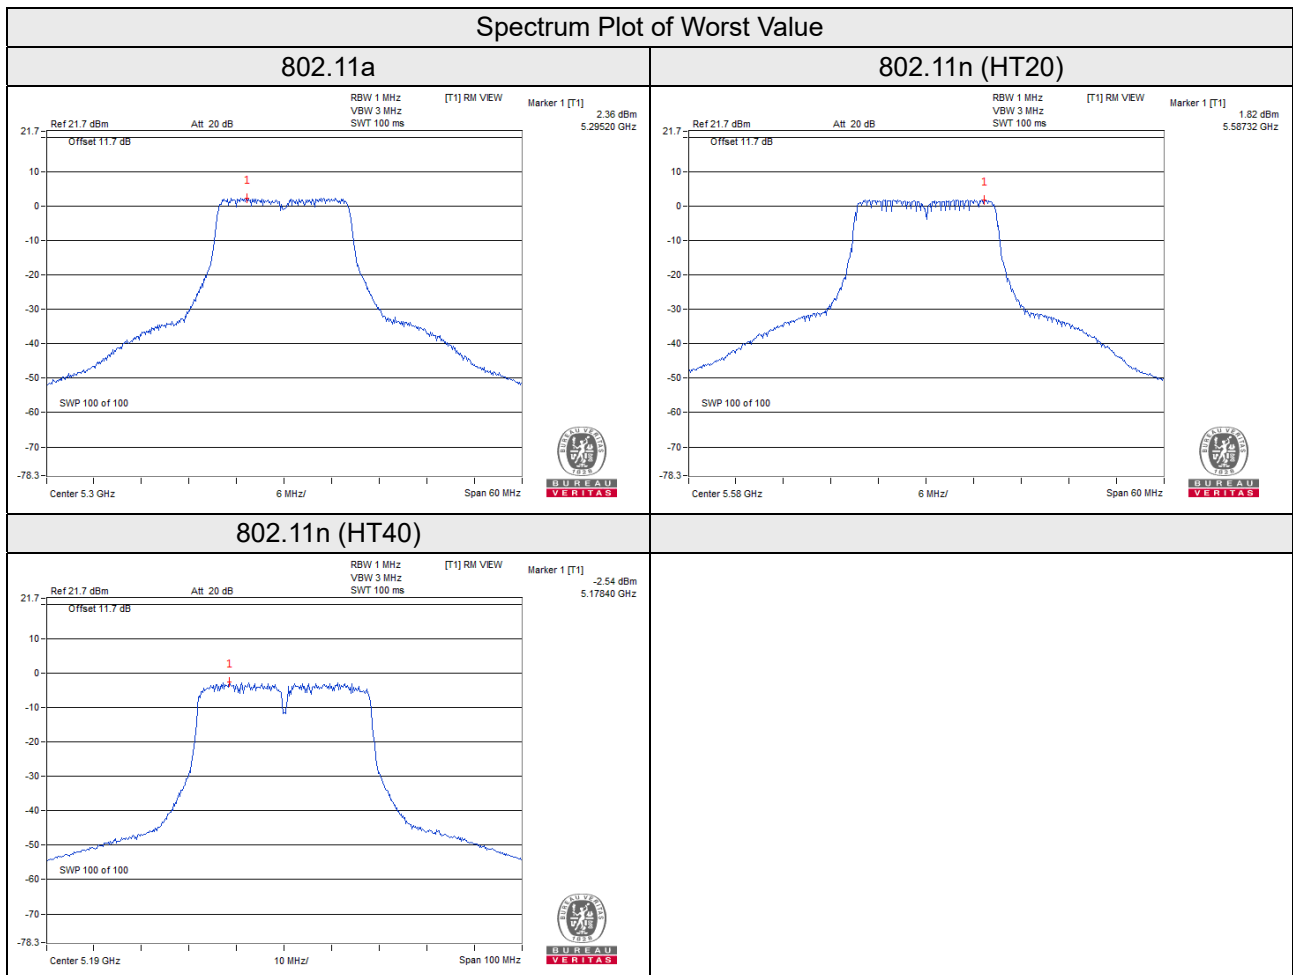 Spectrum Plot of Worst Value
802.11a
802.11n (HT20)
RBW 1 MHz
VBW 3 MHz
SWT 100 ms
[T1] RM VIEW
Marker 1 [T1]
2.36 dBm
5.29520 GHz
Ref 21.7 dBm
Att 20 dB
Offset 11.7 dB
21.7
10
0
-10
-20
-30
-40
-50
-60
-70
-78.3
1
SWP 100 of 100
Center 5.3 GHz
6 MHz/
Span 60 MHz
BUREAU VERITAS
1828
BUREAU
VERITAS
RBW 1 MHz
VBW 3 MHz
SWT 100 ms
[T1] RM VIEW
Marker 1 [T1]
1.82 dBm
5.58732 GHz
Ref 21.7 dBm
Att 20 dB
Offset 11.7 dB
21.7
10
0
-10
-20
-30
-40
-50
-60
-70
-78.3
1
SWP 100 of 100
Center 5.58 GHz
6 MHz/
Span 60 MHz
BUREAU VERITAS
1828
BUREAU
VERITAS
802.11n (HT40)
RBW 1 MHz
VBW 3 MHz
SWT 100 ms
[T1] RM VIEW
Marker 1 [T1]
-2.54 dBm
5.17840 GHz
Ref 21.7 dBm
Att 20 dB
Offset 11.7 dB
21.7
10
0
-10
-20
-30
-40
-50
-60
-70
-78.3
1
SWP 100 of 100
Center 5.19 GHz
10 MHz/
Span 100 MHz
BUREAU VERITAS
1828
BUREAU
VERITAS